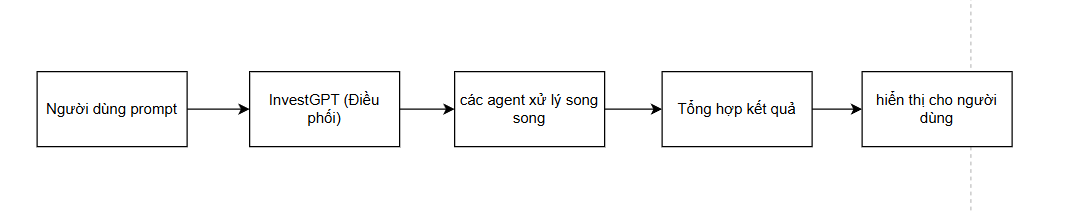 Người dùng prompt
InvestGPT (Điều
phối)
các agent xử lý song
song
Tổng hợp kết quả
hiển thị cho người
dùng